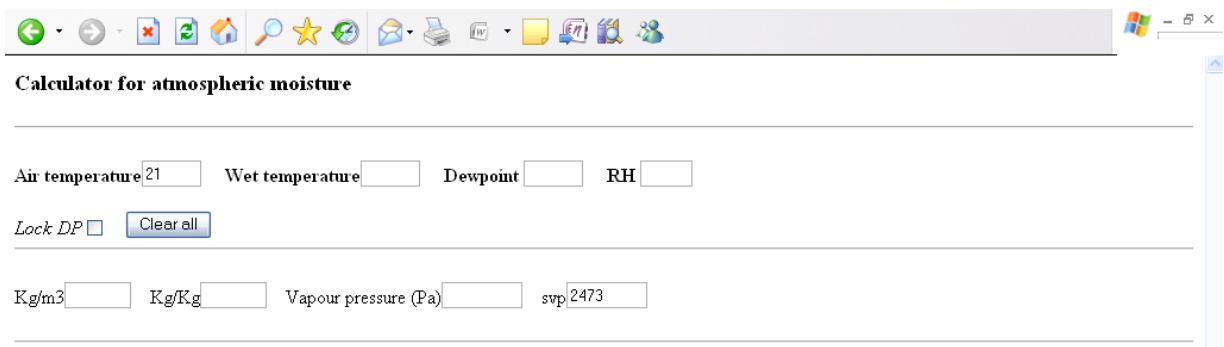 Calculator for atmospheric moisture
Air temperature 21 Wet temperature Dewpoint RH
Lock DP Clear all
Kg/m3 Kg/Kg Vapour pressure (Pa) svp 2473